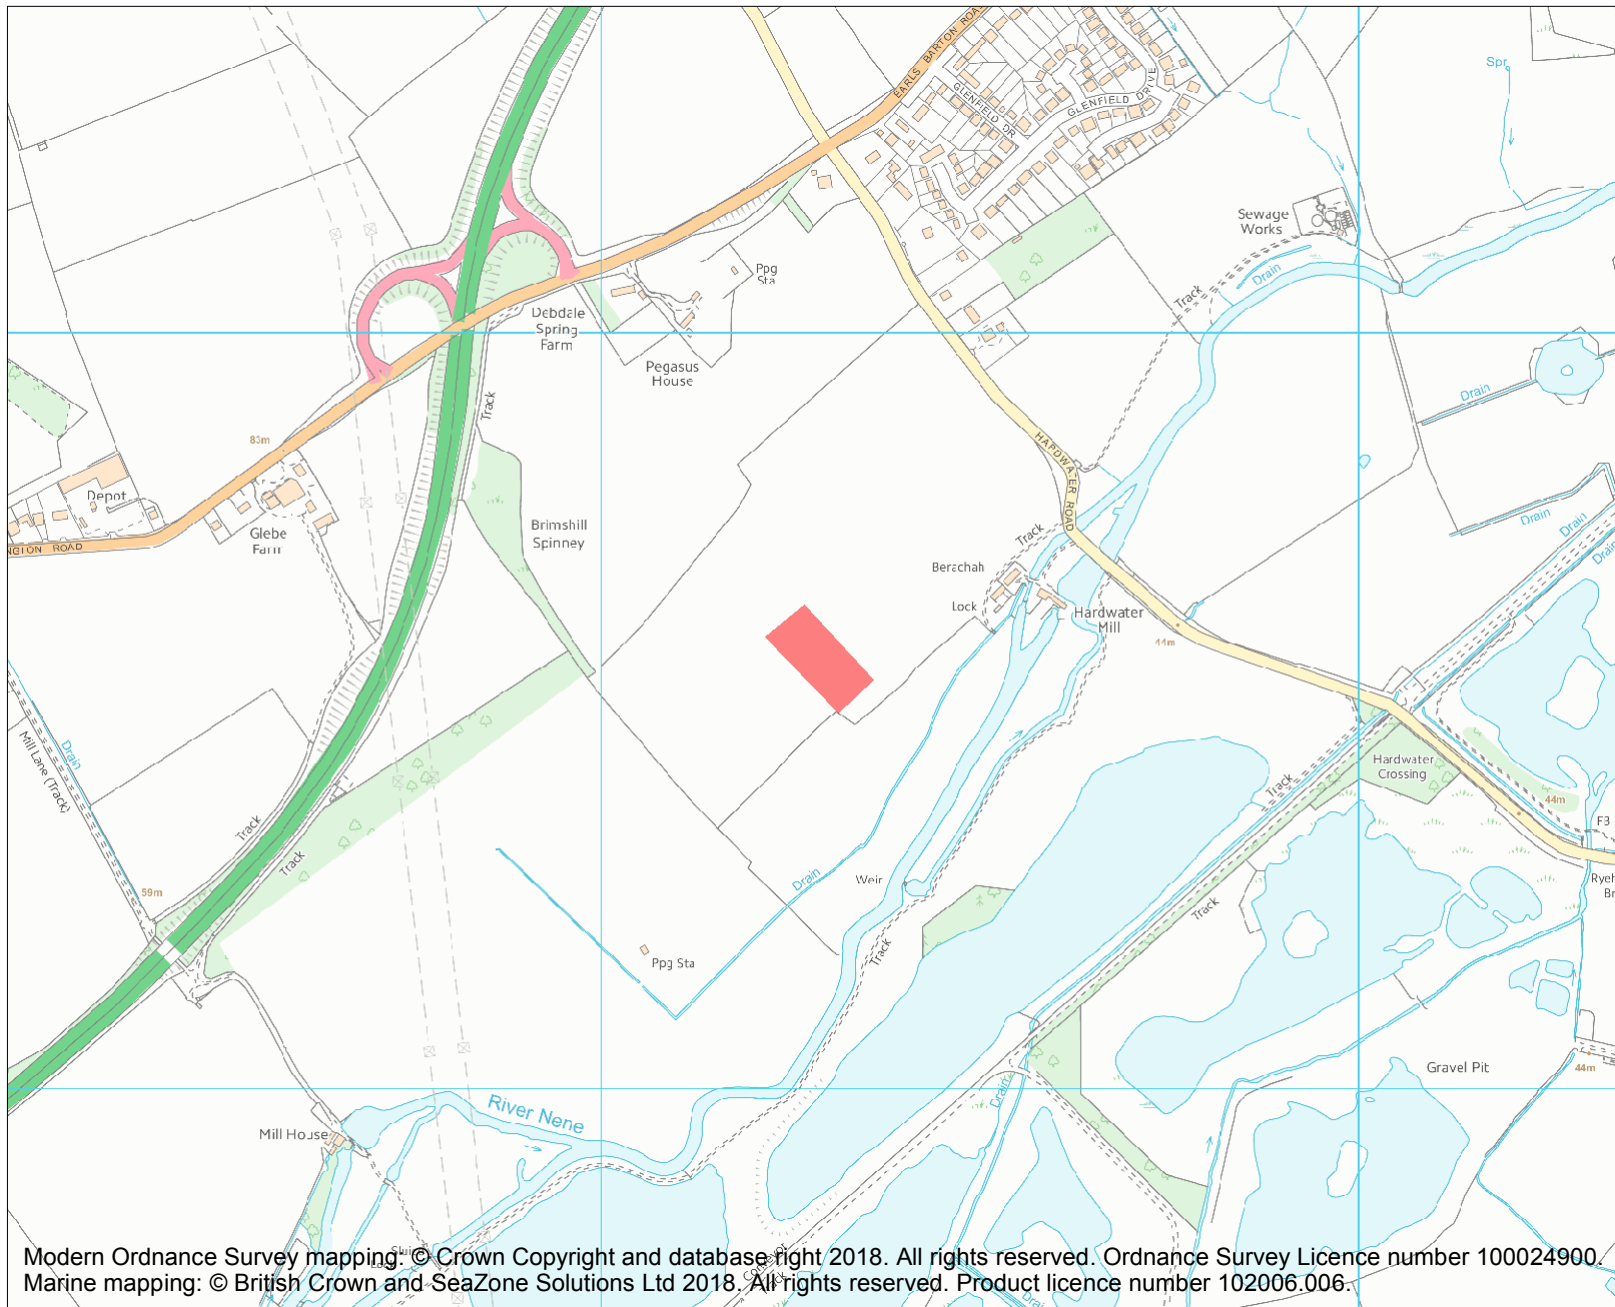 EARLS BARTON ROAD
GLENFIELD DR
GLENFIELD DRIVE
Spr
Sewage
Works
Drain
Track
Ppg
Sta
Debdale
Spring
Farm
Pegasus
House
Track
Drain
HARDWATER ROAD
83m
Depot
Glebe
Farm
NGTON ROAD
Brimshill
Spinney
Drain
Drain
Drain
Track
Berachah
Lock
Hardwater
Mill
44m
Drain
Mill Lane (Track)
Track
Track
Hardwater
Crossing
Track
44m
59m
Weir
Drain
Track
Track
Ppg Sta
Gravel Pit
44m
Drain
River Nene
Mill House
Modern Ordnance Survey mapping: © Crown Copyright and database right 2018. All rights reserved. Ordnance Survey Licence number 100024900.
Marine mapping: © British Crown and SeaZone Solutions Ltd 2018. All rights reserved. Product licence number 102006.006.
Drain